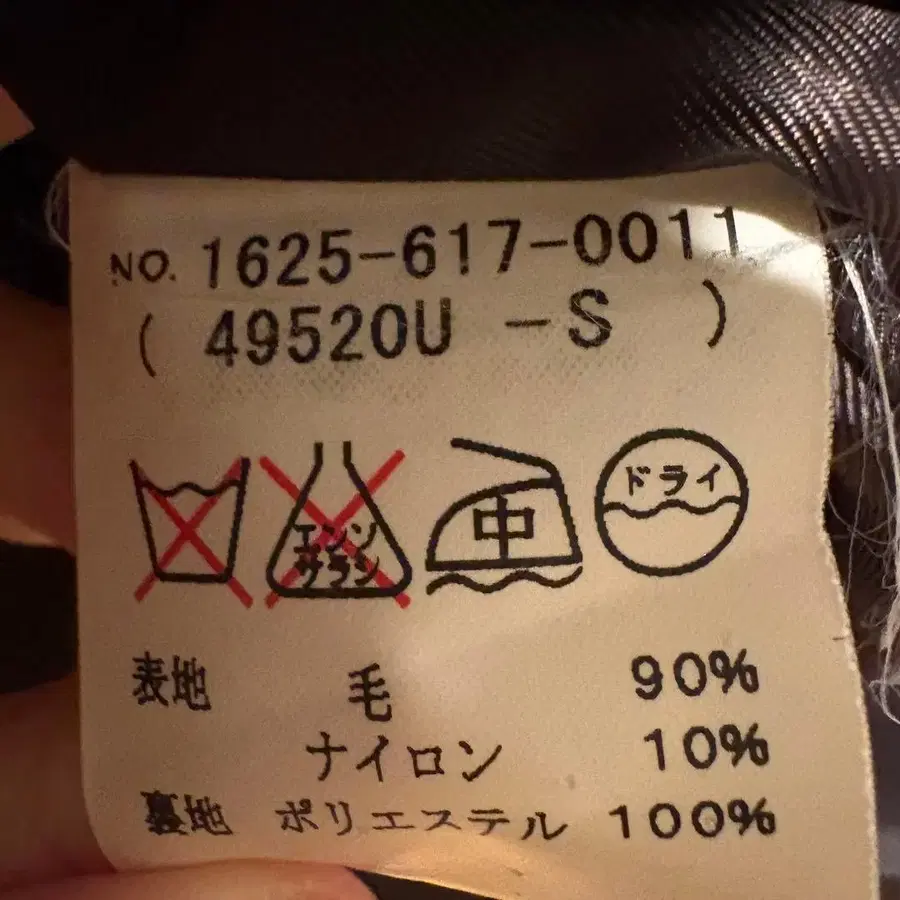 NO. 1625-617-0011
( 49520U -S )
エンソ
サラシ
中
ドライ
表地 毛 90%
ナイロン 10%
裏地 ポリエステル 100%